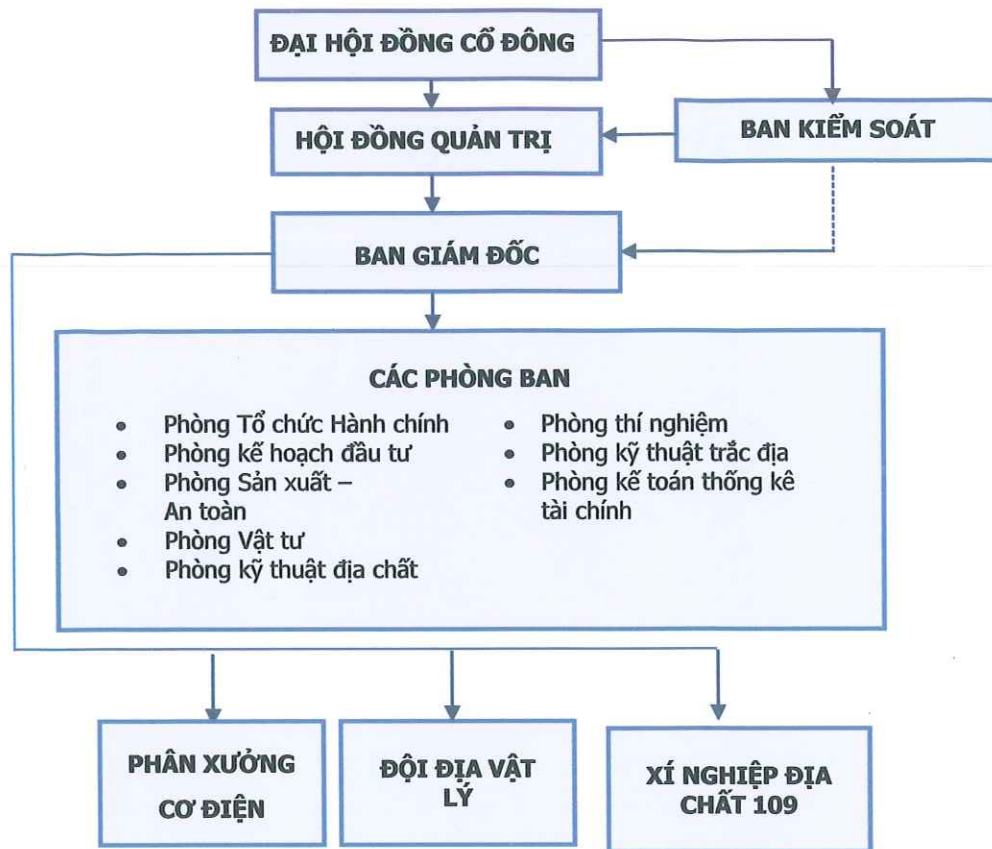 ĐẠI HỘI ĐỒNG CỔ ĐÔNG
HỘI ĐỒNG QUẢN TRỊ
BAN KIỂM SOÁT
BAN GIÁM ĐỐC
CÁC PHÒNG BAN
• Phòng Tổ chức Hành chính
• Phòng kế hoạch đầu tư
• Phòng Sản xuất –
An toàn
• Phòng Vật tư
• Phòng kỹ thuật địa chất
• Phòng thí nghiệm
• Phòng kỹ thuật trắc địa
• Phòng kế toán thống kê
tài chính
PHÂN XƯỞNG
CƠ ĐIỆN
ĐỘI ĐỊA VẬT
LÝ
XÍ NGHIỆP ĐỊA
CHẤT 109